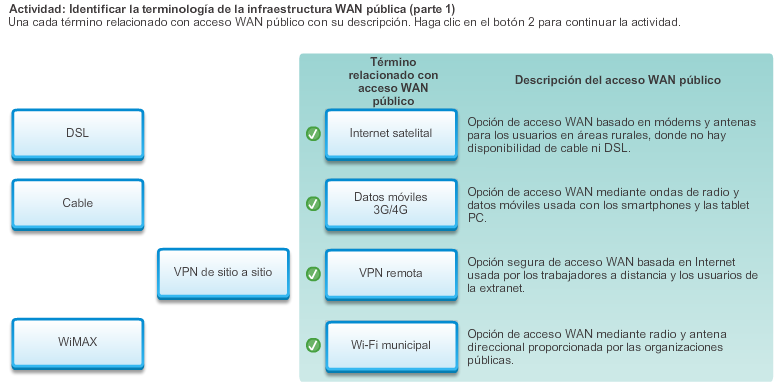 Actividad: Identificar la terminología de la infraestructura WAN pública (parte 1)
Una cada término relacionado con acceso WAN público con su descripción. Haga clic en el botón 2 para continuar la actividad.
Término
relacionado con
acceso WAN
público
Descripción del acceso WAN público
DSL
Internet satelital
Opción de acceso WAN basado en módems y antenas
para los usuarios en áreas rurales, donde no hay
disponibilidad de cable ni DSL.
Cable
Datos móviles
3G/4G
Opción de acceso WAN mediante ondas de radio y
datos móviles usada con los smartphones y las tablet
PC.
VPN de sitio a sitio
VPN remota
Opción segura de acceso WAN basada en Internet
usada por los trabajadores a distancia y los usuarios de
la extranet.
WiMAX
Wi-Fi municipal
Opción de acceso WAN mediante radio y antena
direccional proporcionada por las organizaciones
públicas.